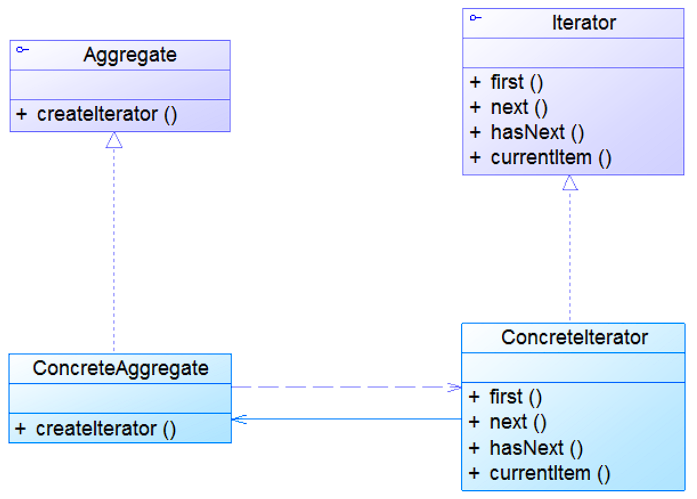 Aggregate
+ createIterator ()
Iterator
+ first ()
+ next ()
+ hasNext ()
+ currentItem ()
ConcreteAggregate
+ createIterator ()
ConcreteIterator
+ first ()
+ next ()
+ hasNext ()
+ currentItem ()